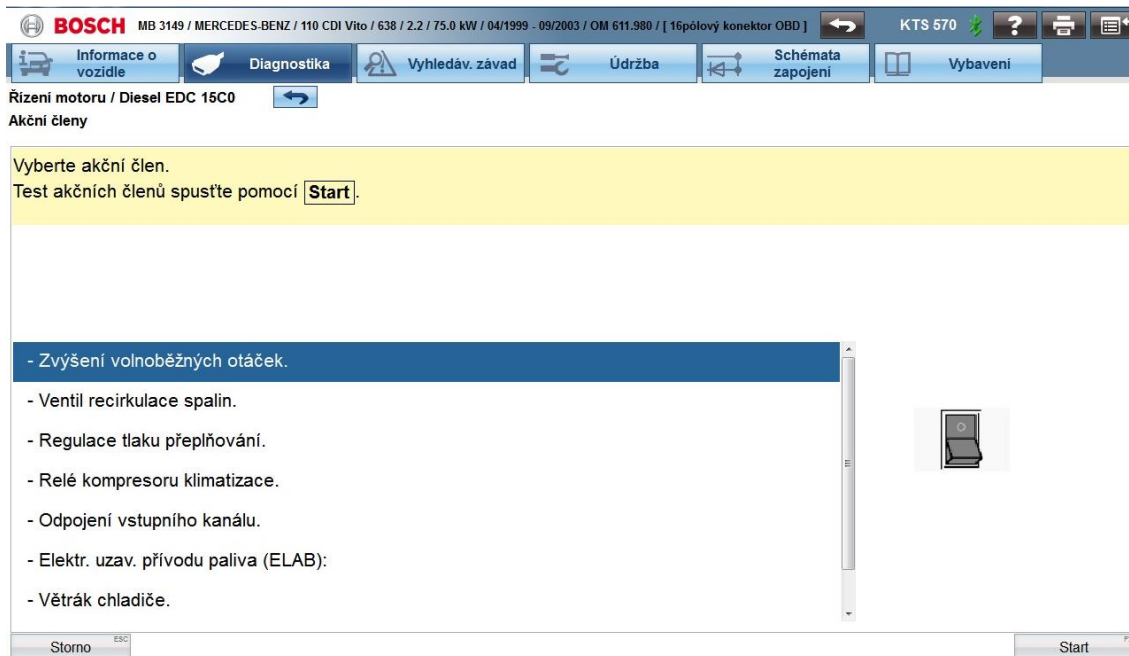 BOSCH MB 3149 / MERCEDES-BENZ / 110 CDI Vito / 638 / 2.2 / 75.0 kW / 04/1999 - 09/2003 / OM 611.980 / [ 16pólový konektor OBD ] KTS 570 ?
Informace o vozidle
Diagnostika
Vyhledáv. závad
Údržba
Schémata zapojení
Vybavení
Řízení motoru / Diesel EDC 15C0
Akční členy
Vyberte akční člen.
Test akčních členů spusťte pomocí Start.
- Zvýšení volnoběžných otáček.
- Ventil recirkulace spalin.
- Regulace tlaku přeplňování.
- Relé kompresoru klimatizace.
- Odpojení vstupního kanálu.
- Elektr. uzav. přívodu paliva (ELAB):
- Větrák chladiče.
Storno ESC
Start